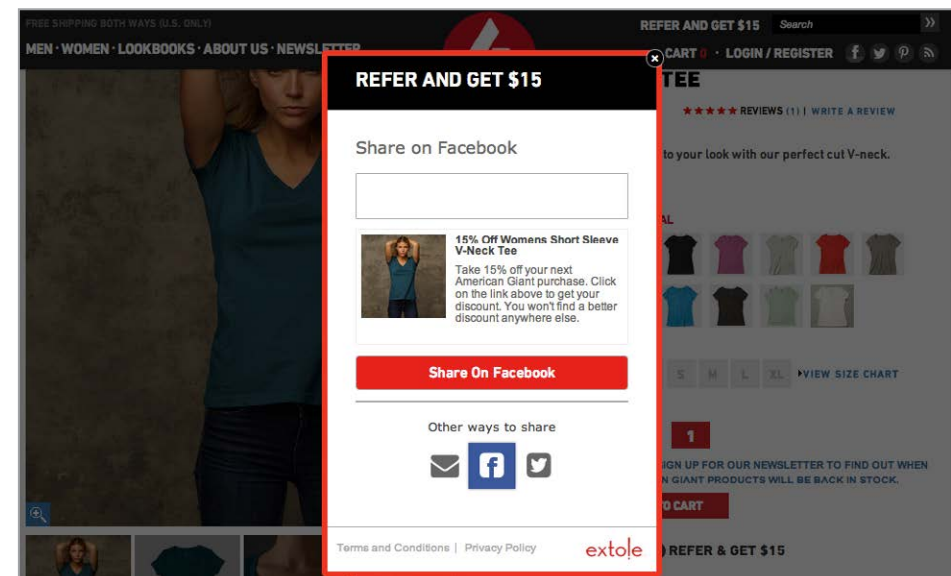 FREE SHIPPING BOTH WAYS (U.S. ONLY)
REFER AND GET $15 Search »
MEN · WOMEN · LOOKBOOKS · ABOUT US · NEWSLETTER
CART 0 · LOGIN / REGISTER
REFER AND GET $15
Share on Facebook
15% Off Womens Short Sleeve
V-Neck Tee
Take 15% off your next
American Giant purchase. Click
on the link above to get your
discount. You won't find a better
discount anywhere else.
Share On Facebook
Other ways to share
Terms and Conditions | Privacy Policy
extole
TEE
REVIEWS (1) | WRITE A REVIEW
to your look with our perfect cut V-neck.
S M L XL VIEW SIZE CHART
1
SIGN UP FOR OUR NEWSLETTER TO FIND OUT WHEN
GIANT PRODUCTS WILL BE BACK IN STOCK.
CART
REFER & GET $15